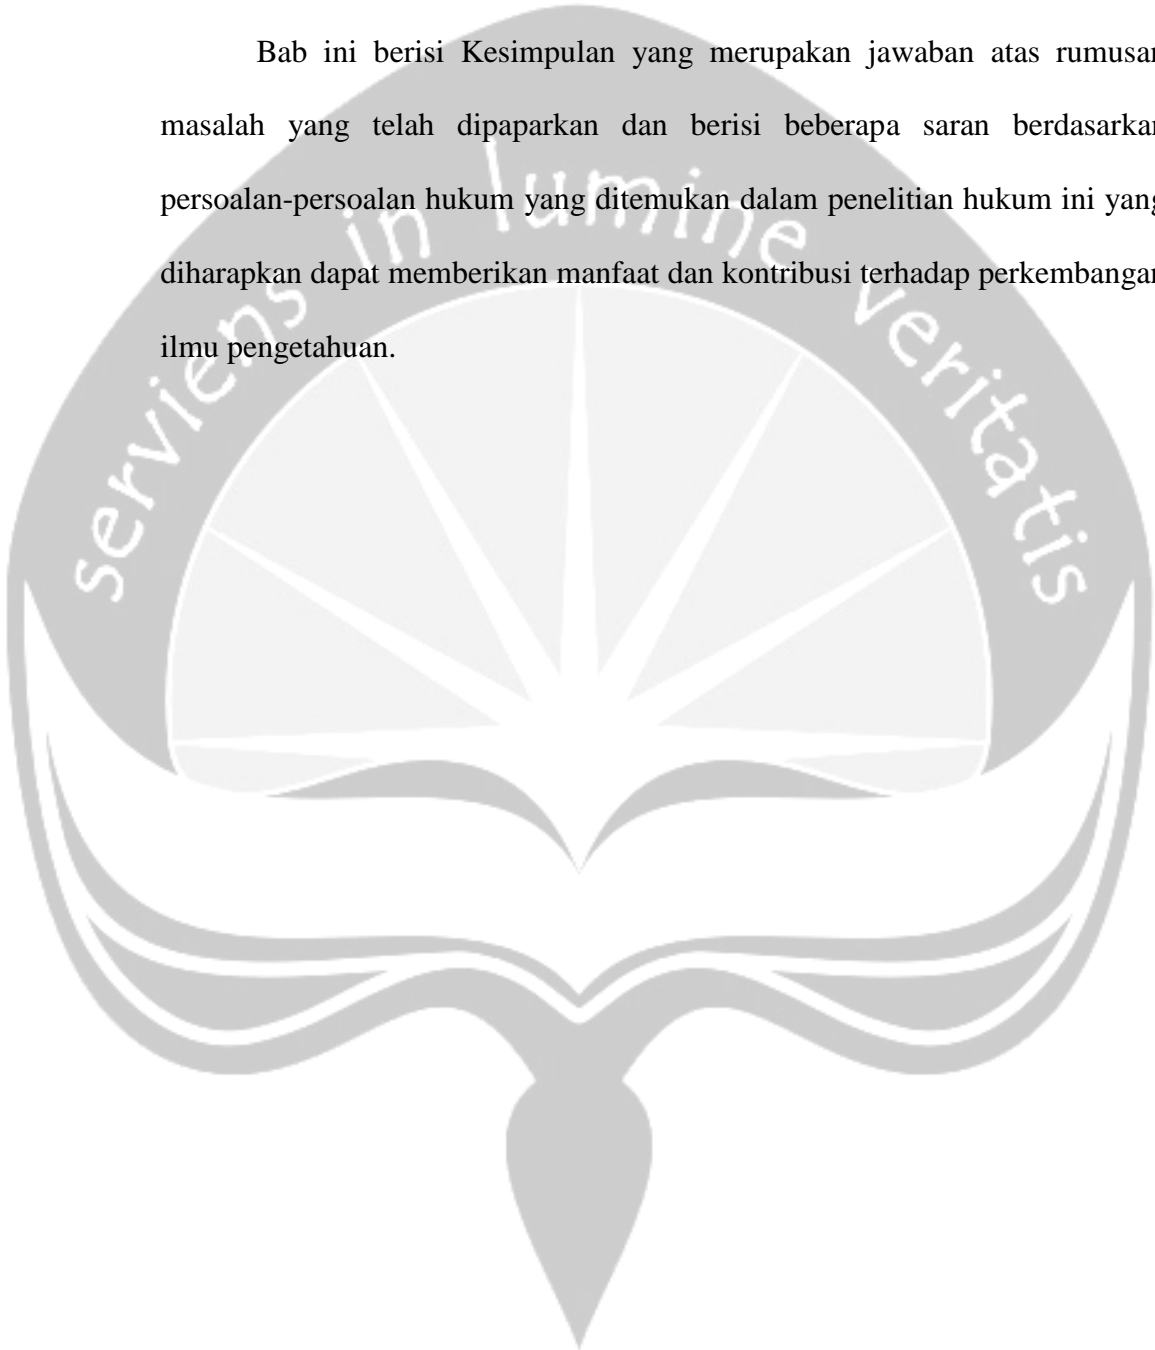 Bab ini berisi Kesimpulan yang merupakan jawaban atas rumusan
masalah yang telah dipaparkan dan berisi beberapa saran berdasarkan
persoalan-persoalan hukum yang ditemukan dalam penelitian hukum ini yang
diharapkan dapat memberikan manfaat dan kontribusi terhadap perkembangan
ilmu pengetahuan.
serviens in lumine veritatis